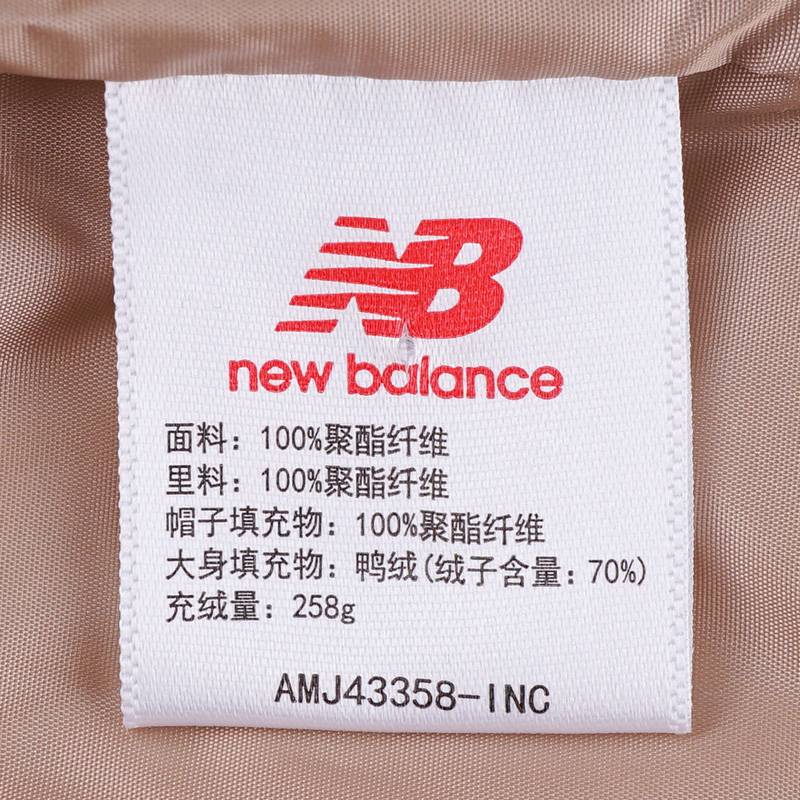 NB
new balance
面料：100%聚酯纤维
里料：100%聚酯纤维
帽子填充物：100%聚酯纤维
大身填充物：鸭绒(绒子含量：70%)
充绒量：258g
AMJ43358-INC